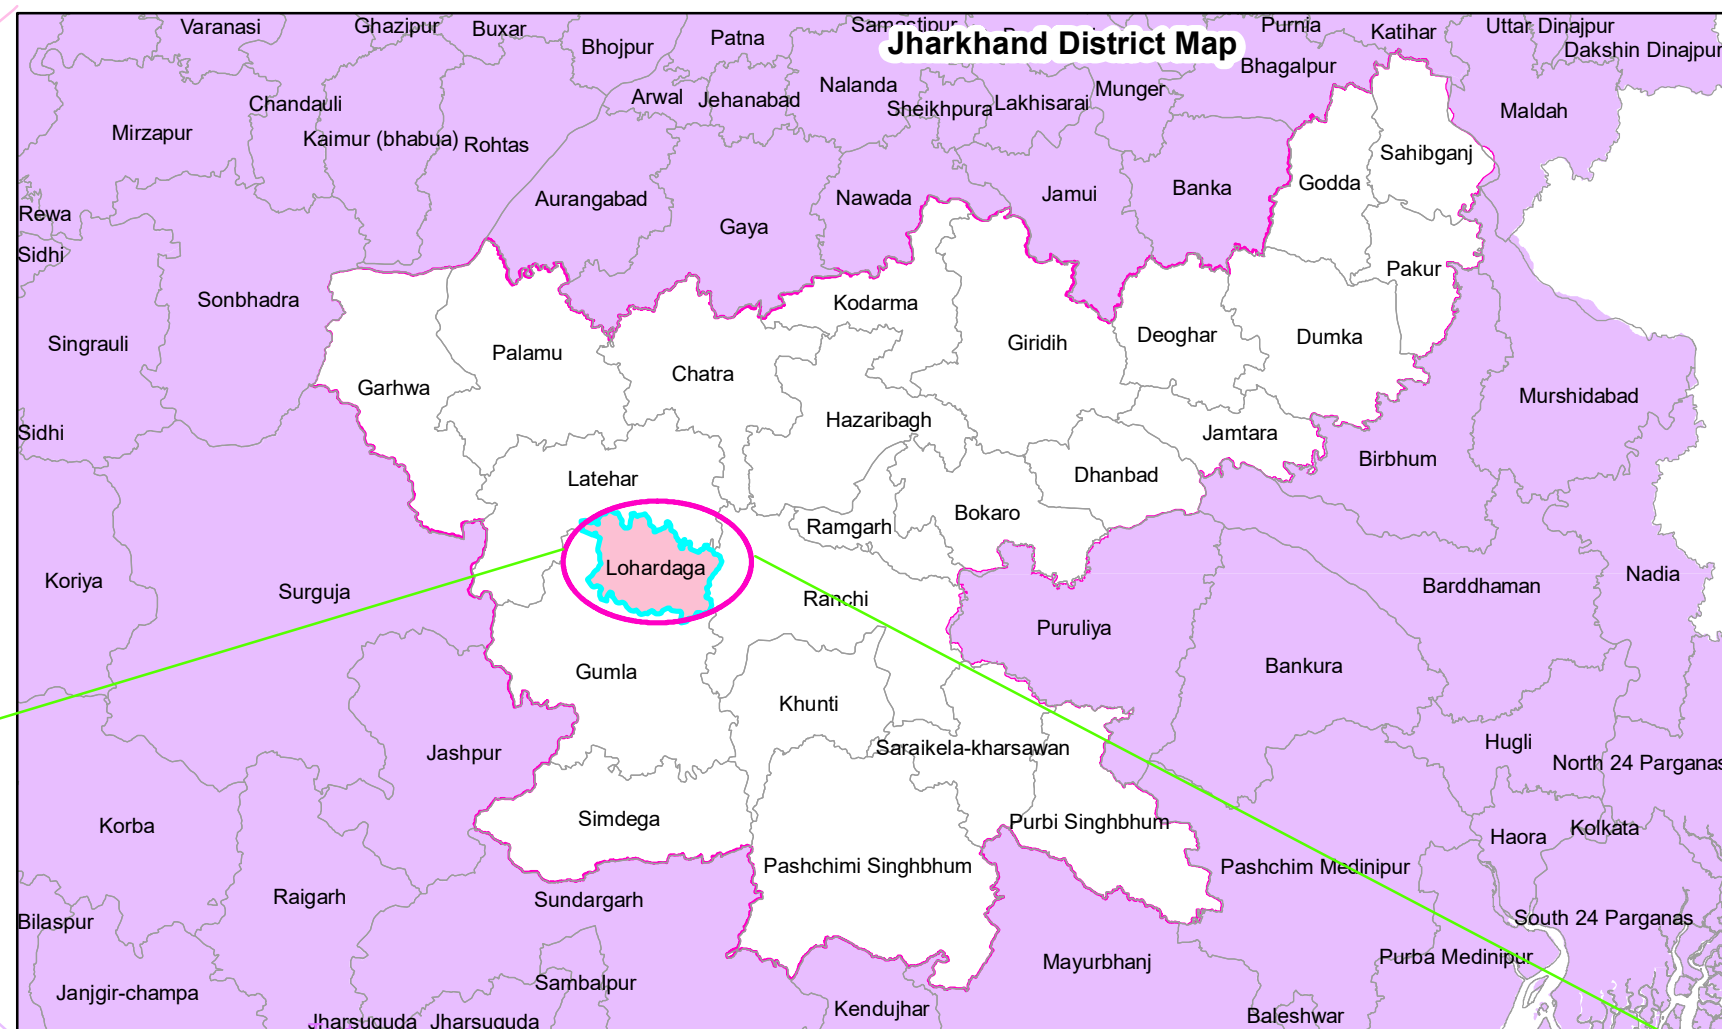 Jharkhand District Map
Varanasi
Ghazipur
Buxar
Bhojpur
Patna
Samastipur
Purnia
Katihar
Uttar Dinajpur
Dakshin Dinajpur
Bhagalpur
Mirzapur
Chandauli
Kaimur (bhabua)
Rohtas
Arwal
Jehanabad
Nalanda
Sheikhpura
Lakhisarai
Munger
Maldah
Sahibganj
Godda
Rewa
Sidhi
Aurangabad
Gaya
Nawada
Jamui
Banka
Pakur
Sonbhadra
Singrauli
Kodarma
Giridih
Deoghar
Dumka
Palamu
Garhwa
Chatra
Hazaribagh
Murshidabad
Sidhi
Jamtara
Birbhum
Latehar
Dhanbad
Bokaro
Ramgarh
Lohardaga
Koriya
Surguja
Ranchi
Puruliya
Barddhaman
Nadia
Gumla
Khunti
Bankura
Jashpur
Saraikela-kharsawan
Hugli
North 24 Parganas
Korba
Simdega
Purbi Singhbhum
Haora
Kolkata
Pashchimi Singhbhum
Pashchim Medinipur
Raigarh
Sundargarh
Bilaspur
South 24 Parganas
Mayurbhanj
Purba Medinipur
Janjgir-champa
Sambalpur
Kendujhar
Baleshwar
Jharsuguda
Jharsuguda